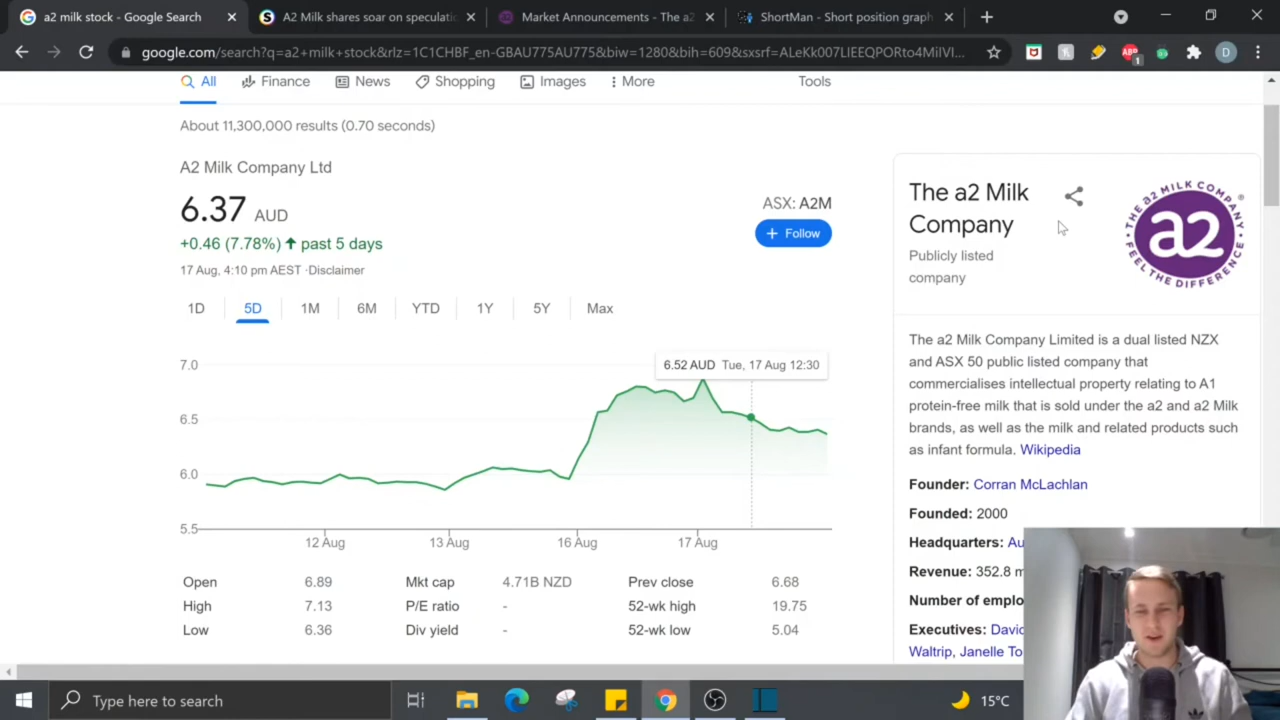 a2 milk stock - Google Search
A2 Milk shares soar on speculati
Market Announcements - The a2
ShortMan - Short position graph
google.com/search?q=a2+milk+stock&rlz=1C1CHBF_en-GBAU775AU775&biw=1280&bih=609&sxsrf=ALeKk007LIEEQPORto4MiIVI...
All
Finance
News
Shopping
Images
More
Tools
About 11,300,000 results (0.70 seconds)
A2 Milk Company Ltd
6.37 AUD
ASX: A2M
+0.46 (7.78%) ↑ past 5 days
+ Follow
17 Aug, 4:10 pm AEST · Disclaimer
1D 5D 1M 6M YTD 1Y 5Y Max
6.52 AUD Tue, 17 Aug 12:30
7.0
6.5
6.0
5.5
12 Aug 13 Aug 16 Aug 17 Aug
Open 6.89 Mkt cap 4.71B NZD Prev close 6.68
High 7.13 P/E ratio - 52-wk high 19.75
Low 6.36 Div yield - 52-wk low 5.04
The a2 Milk
Company
Publicly listed
company
THE A2 MILK COMPANY
a2
FEEL THE DIFFERENCE
The a2 Milk Company Limited is a dual listed NZX
and ASX 50 public listed company that
commercialises intellectual property relating to A1
protein-free milk that is sold under the a2 and a2 Milk
brands, as well as the milk and related products such
as infant formula. Wikipedia
Founder: Corran McLachlan
Founded: 2000
Headquarters: Au
Revenue: 352.8 m
Number of emplo
Executives: David
Waltrip, Janelle To
Type here to search
15°C
ABP
1
D